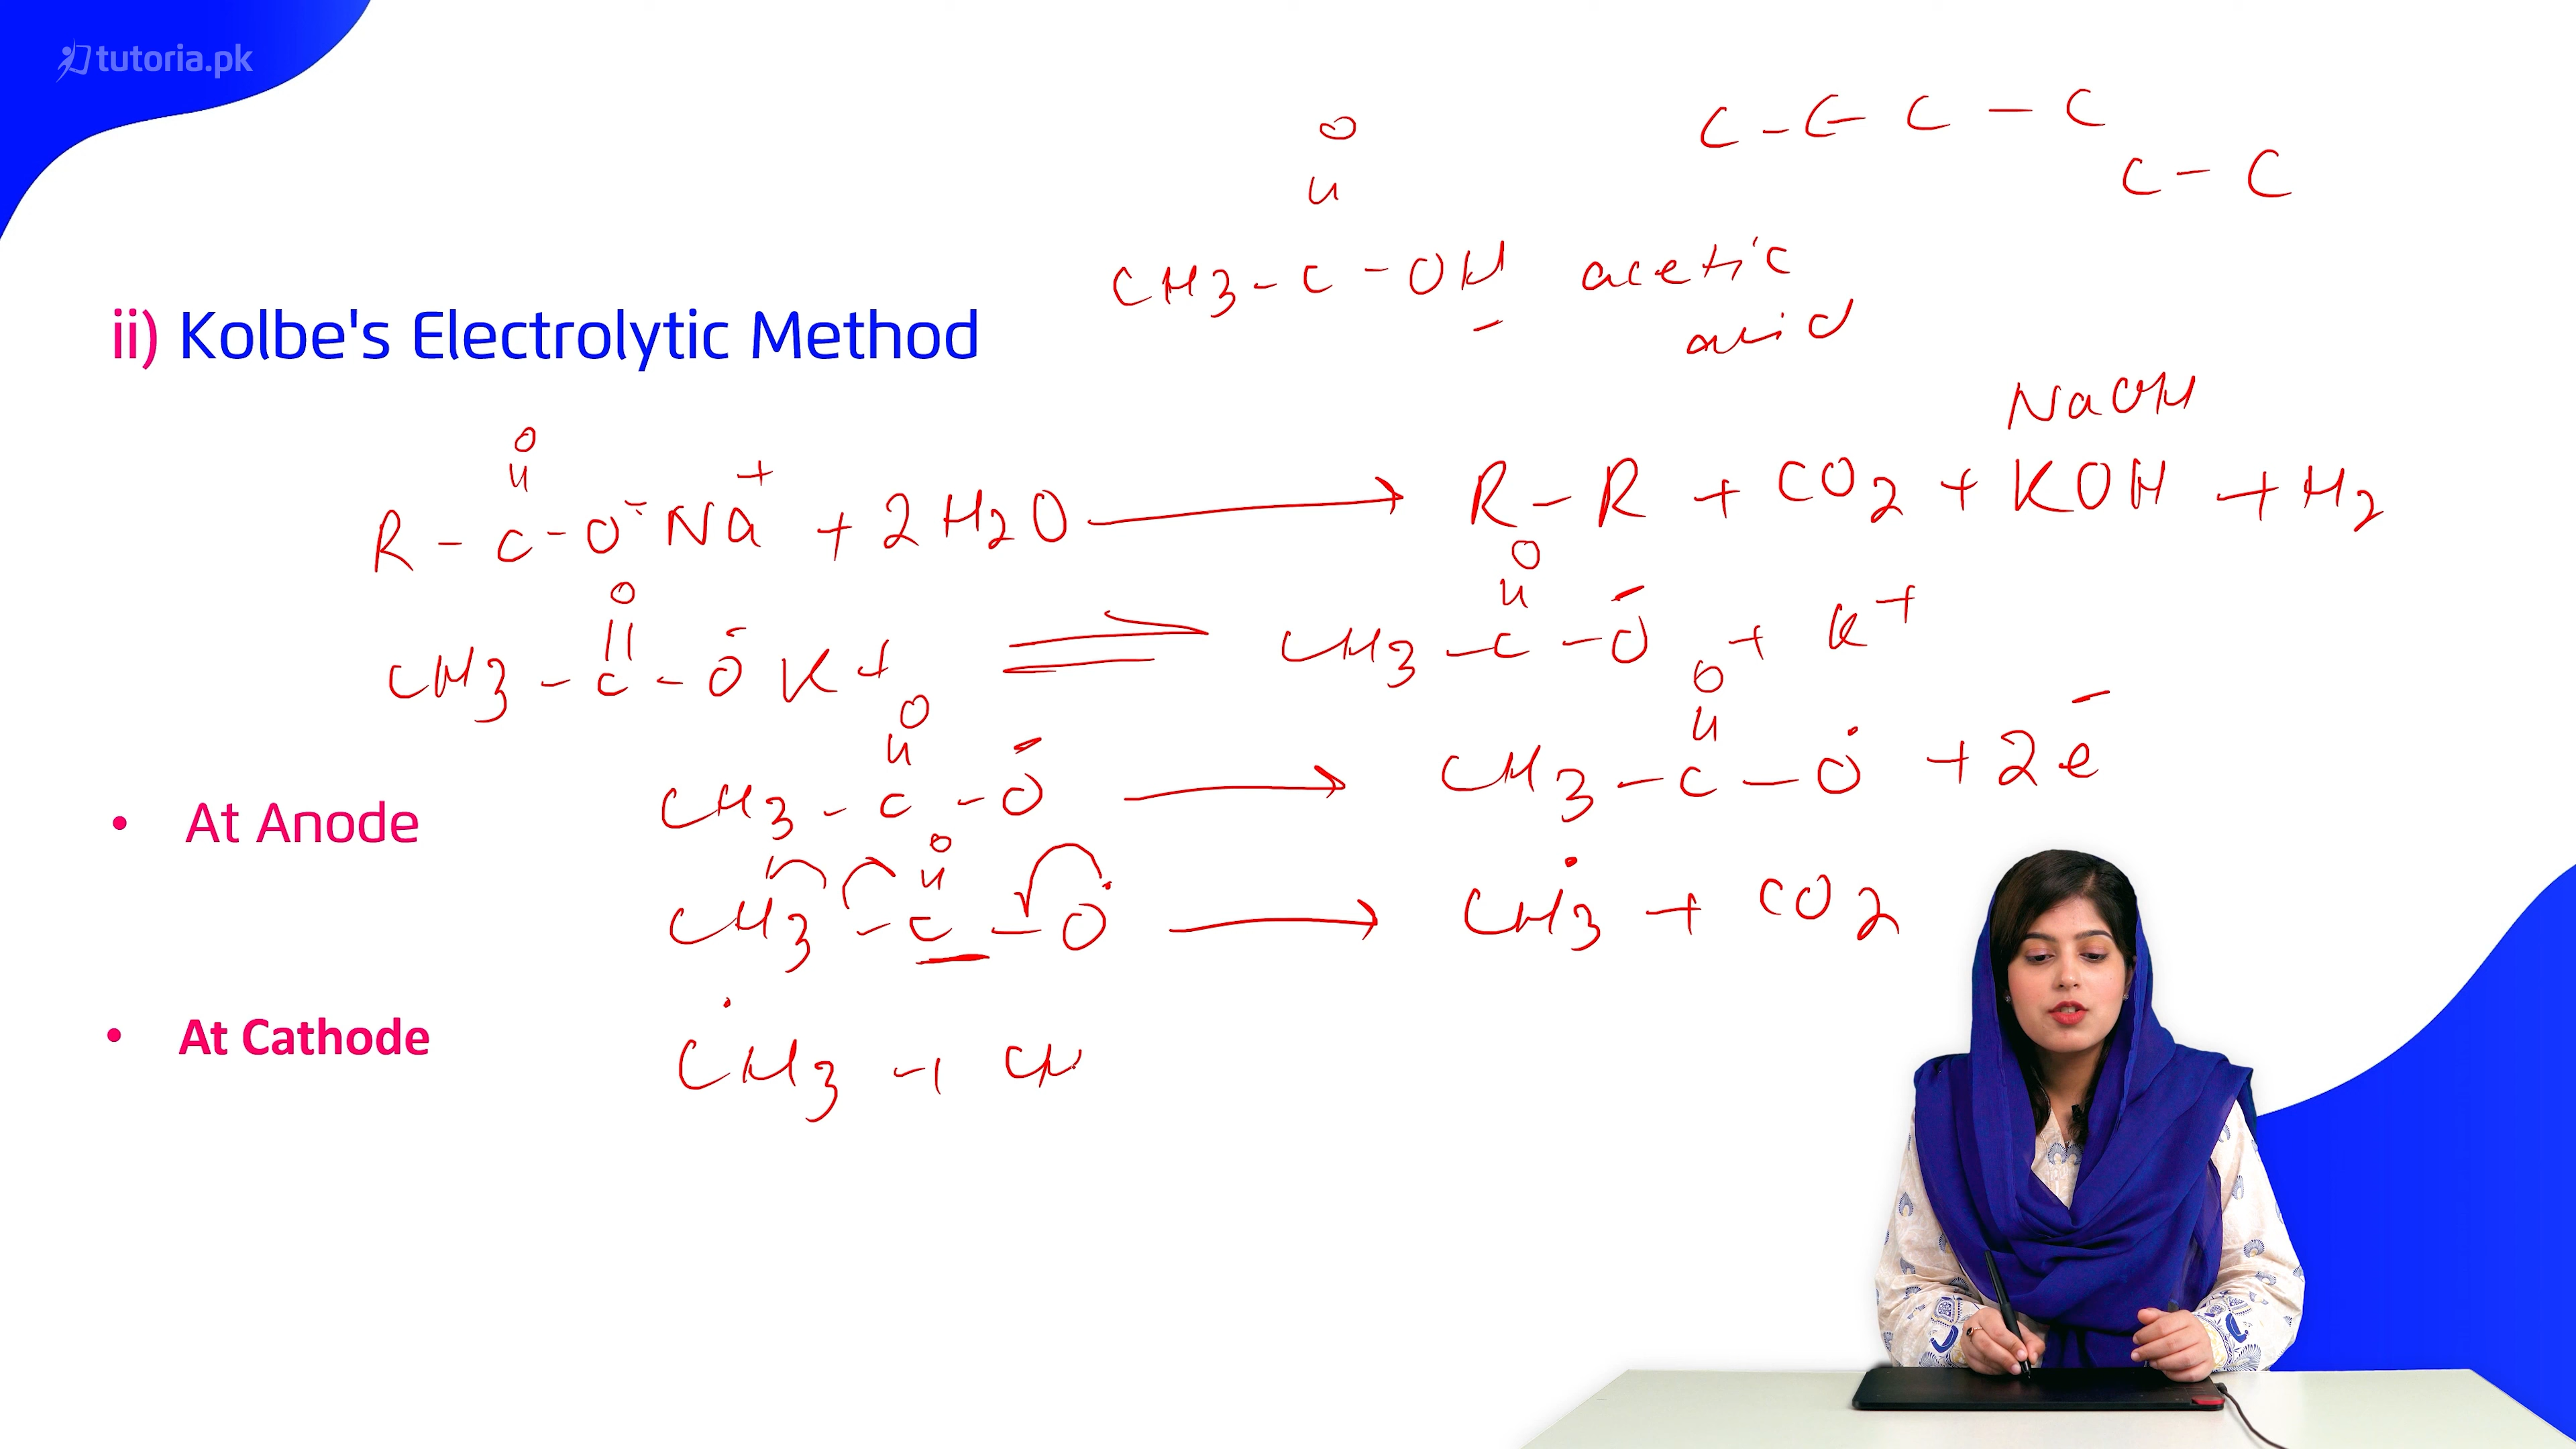 tutoria.pk
C - C - C - C
C - C
O
||
CH3 - C - OH acetic
acid
ii) Kolbe's Electrolytic Method
NaOH
O
||
R - C - O⁻ Na⁺ + 2H2O ⟶ R - R + CO2 + KOH + H2
O O
|| ||
CH3 - C - O⁻ K+ ⇌ CH3 - C - O⁻ + K⁺
O O
|| ||
• At Anode CH3 - C - O⁻ ⟶ CH3 - C - O• + 2e⁻
O
||
CH3 - C - O• ⟶ •CH3 + CO2
• At Cathode •CH3 + CH